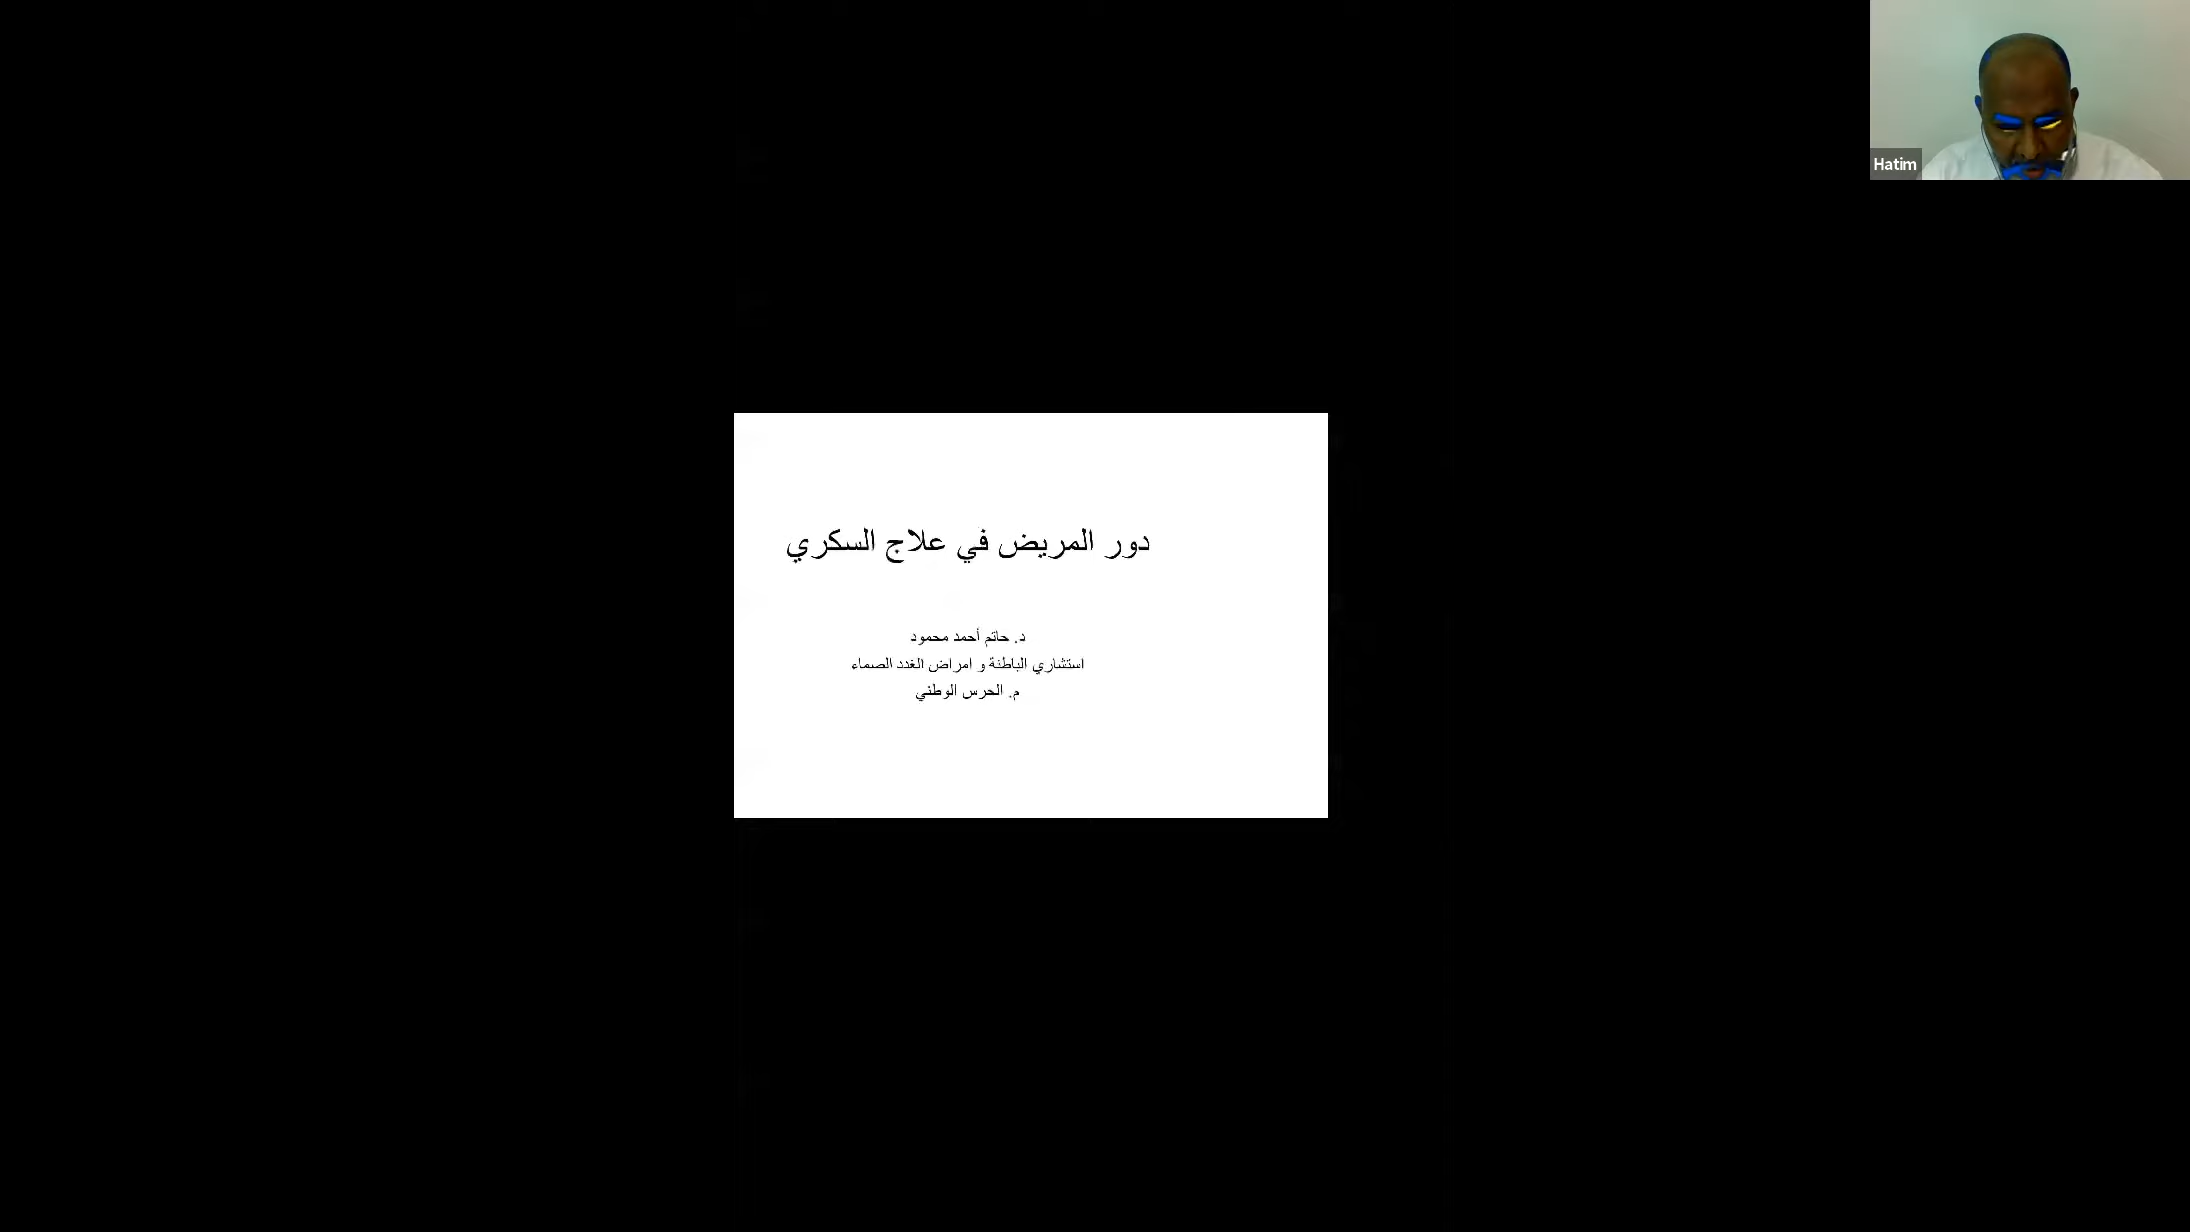 Hatim
دور المريض في علاج السكري
د. حاتم أحمد محمود
استشاري الباطنة و امراض الغدد الصماء
م. الحرس الوطني